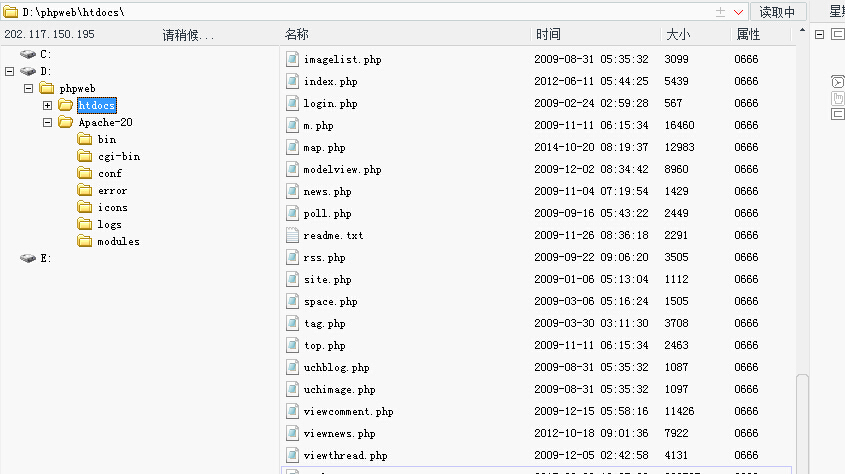 D:\phpweb\htdocs\ 读取中 星期
202.117.150.195 请稍候... 名称 时间 大小 属性
C:
D:
phpweb
htdocs
Apache-20
bin
cgi-bin
conf
error
icons
logs
modules
E:
imagelist.php 2009-08-31 05:35:32 3099 0666
index.php 2012-06-11 05:44:25 5439 0666
login.php 2009-02-24 02:59:28 567 0666
m.php 2009-11-11 06:15:34 16460 0666
map.php 2014-10-20 08:19:37 12983 0666
modelview.php 2009-12-02 08:34:42 8960 0666
news.php 2009-11-04 07:19:54 1429 0666
poll.php 2009-09-16 05:43:22 2449 0666
readme.txt 2009-11-26 08:36:18 2291 0666
rss.php 2009-09-22 09:06:20 3505 0666
site.php 2009-01-06 05:13:04 1112 0666
space.php 2009-03-06 05:16:24 1505 0666
tag.php 2009-03-30 03:11:30 3708 0666
top.php 2009-11-11 06:15:34 2463 0666
uchblog.php 2009-08-31 05:35:32 1087 0666
uchimage.php 2009-08-31 05:35:32 1097 0666
viewcomment.php 2009-12-15 05:58:16 11426 0666
viewnews.php 2012-10-18 09:01:36 7922 0666
viewthread.php 2009-12-05 02:42:58 4131 0666